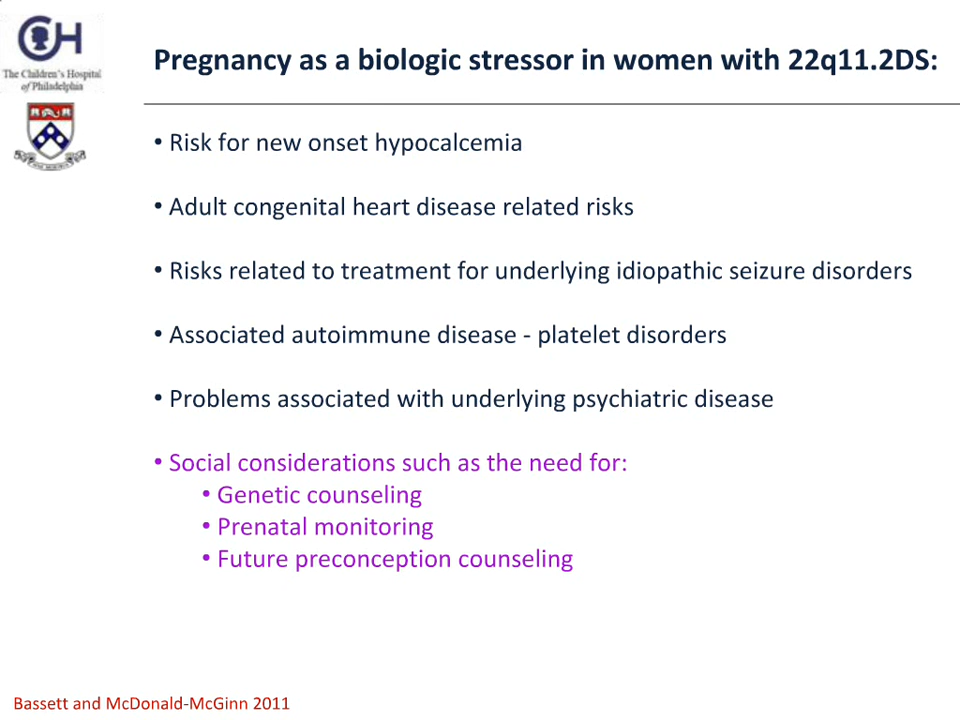 The Children's Hospital
of Philadelphia
Pregnancy as a biologic stressor in women with 22q11.2DS:
• Risk for new onset hypocalcemia
• Adult congenital heart disease related risks
• Risks related to treatment for underlying idiopathic seizure disorders
• Associated autoimmune disease - platelet disorders
• Problems associated with underlying psychiatric disease
• Social considerations such as the need for:
• Genetic counseling
• Prenatal monitoring
• Future preconception counseling
Bassett and McDonald-McGinn 2011